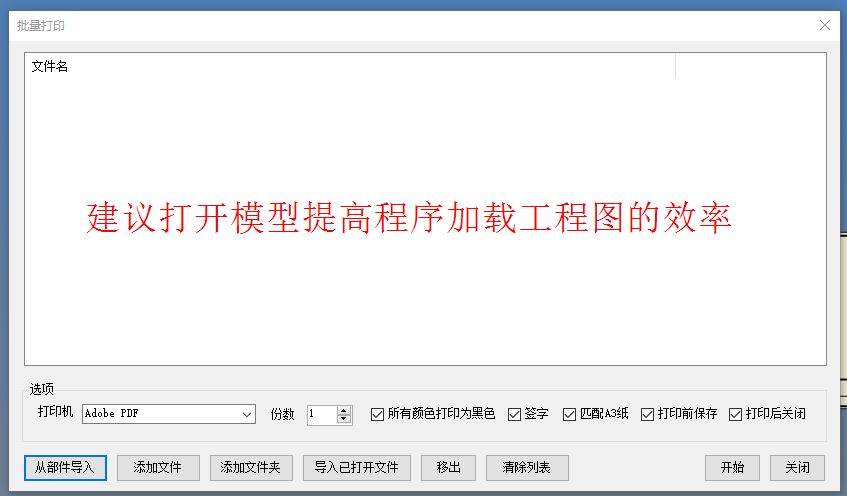 批量打印
文件名
建议打开模型提高程序加载工程图的效率
选项
打印机 Adobe PDF 份数 1 所有颜色打印为黑色 签字 匹配A3纸 打印前保存 打印后关闭
从部件导入 添加文件 添加文件夹 导入已打开文件 移出 清除列表 开始 关闭